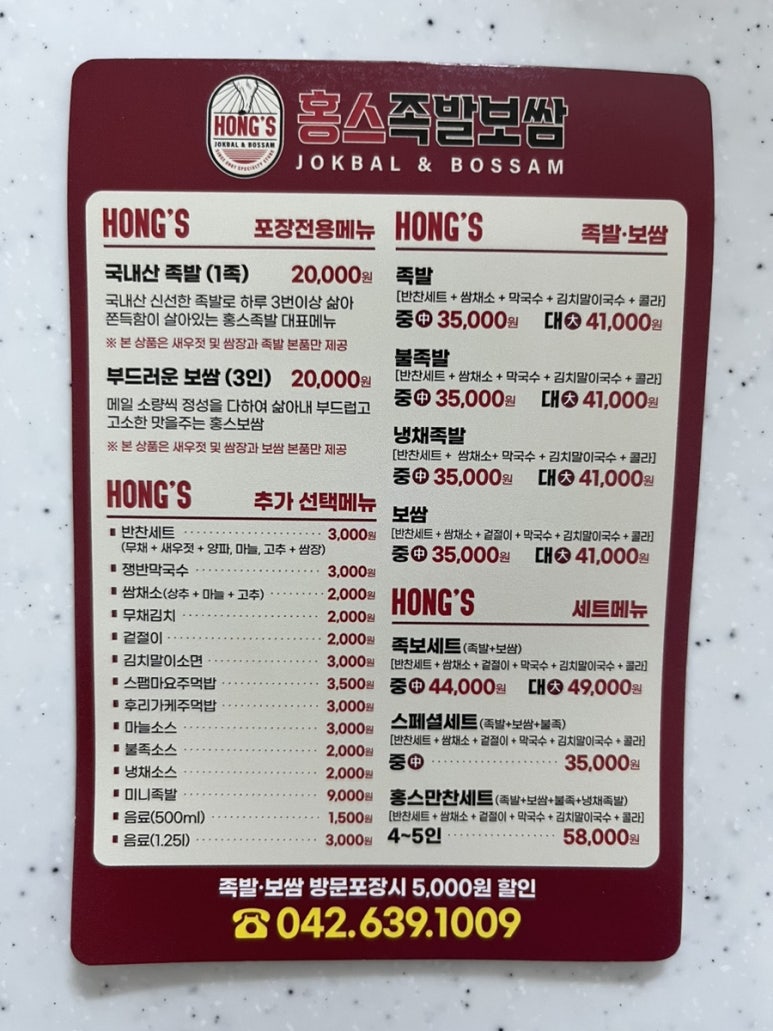 HONG'S
JOKBAL & BOSSAM
홍스족발보쌈
JOKBAL & BOSSAM
HONG'S 포장전용메뉴
국내산 족발 (1족) 20,000원
국내산 신선한 족발로 하루 3번이상 삶아
쫀득함이 살아있는 홍스족발 대표메뉴
※ 본 상품은 새우젓 및 쌈장과 족발 본품만 제공
부드러운 보쌈 (3인) 20,000원
메일 소량씩 정성을 다하여 삶아내 부드럽고
고소한 맛을주는 홍스보쌈
※ 본 상품은 새우젓 및 쌈장과 보쌈 본품만 제공
HONG'S 추가 선택메뉴
반찬세트 3,000원
(무채 + 새우젓 + 양파, 마늘, 고추 + 쌈장)
쟁반막국수 3,000원
쌈채소(상추 + 마늘 + 고추) 2,000원
무채김치 2,000원
겉절이 2,000원
김치말이소면 3,000원
스팸마요주먹밥 3,500원
후리가케주먹밥 3,000원
마늘소스 3,000원
불족소스 2,000원
냉채소스 2,000원
미니족발 9,000원
음료(500ml) 1,500원
음료(1.25l) 3,000원
HONG'S 족발·보쌈
족발
[반찬세트 + 쌈채소 + 막국수 + 김치말이국수 + 콜라]
중 中 35,000원 대 大 41,000원
불족발
[반찬세트 + 쌈채소 + 막국수 + 김치말이국수 + 콜라]
중 中 35,000원 대 大 41,000원
냉채족발
[반찬세트 + 쌈채소+ 막국수 + 김치말이국수 + 콜라]
중 中 35,000원 대 大 41,000원
보쌈
[반찬세트 + 쌈채소 + 겉절이 + 막국수 + 김치말이국수 + 콜라]
중 中 35,000원 대 大 41,000원
HONG'S 세트메뉴
족보세트 (족발+보쌈)
[반찬세트 + 쌈채소 + 겉절이 + 막국수 + 김치말이국수 + 콜라]
중 中 44,000원 대 大 49,000원
스페셜세트 (족발+보쌈+불족)
[반찬세트 + 쌈채소 + 겉절이 + 막국수 + 김치말이국수 + 콜라]
중 中 35,000원
홍스만찬세트 (족발+보쌈+불족+냉채족발)
[반찬세트 + 쌈채소 + 겉절이 + 막국수 + 김치말이국수 + 콜라]
4~5인 58,000원
족발·보쌈 방문포장시 5,000원 할인
☎ 042.639.1009